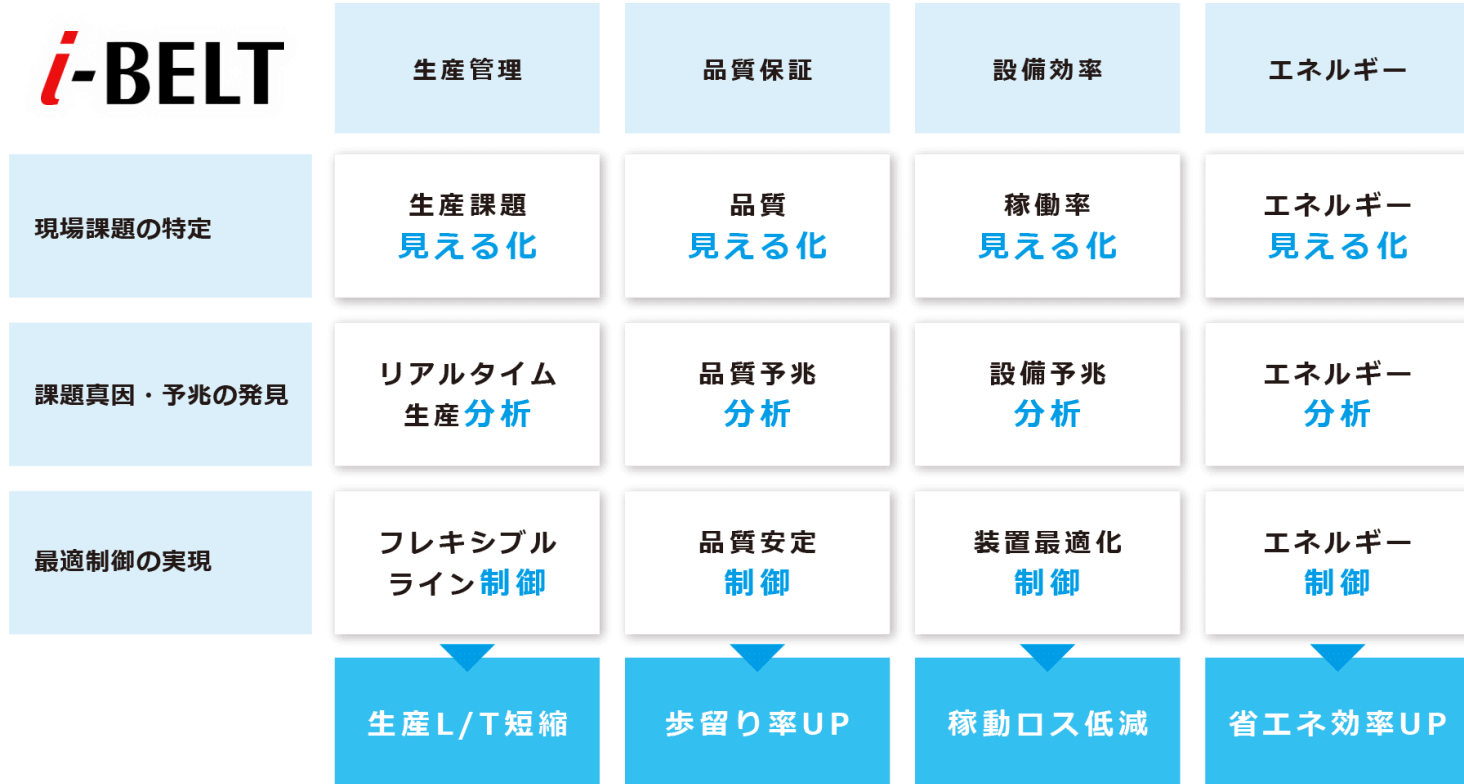 i-BELT
生産管理
品質保証
設備効率
エネルギー
現場課題の特定
生産課題
見える化
品質
見える化
稼働率
見える化
エネルギー
見える化
課題真因・予兆の発見
リアルタイム
生産分析
品質予兆
分析
設備予兆
分析
エネルギー
分析
最適制御の実現
フレキシブル
ライン制御
品質安定
制御
装置最適化
制御
エネルギー
制御
生産L/T短縮
歩留り率UP
稼動ロス低減
省エネ効率UP